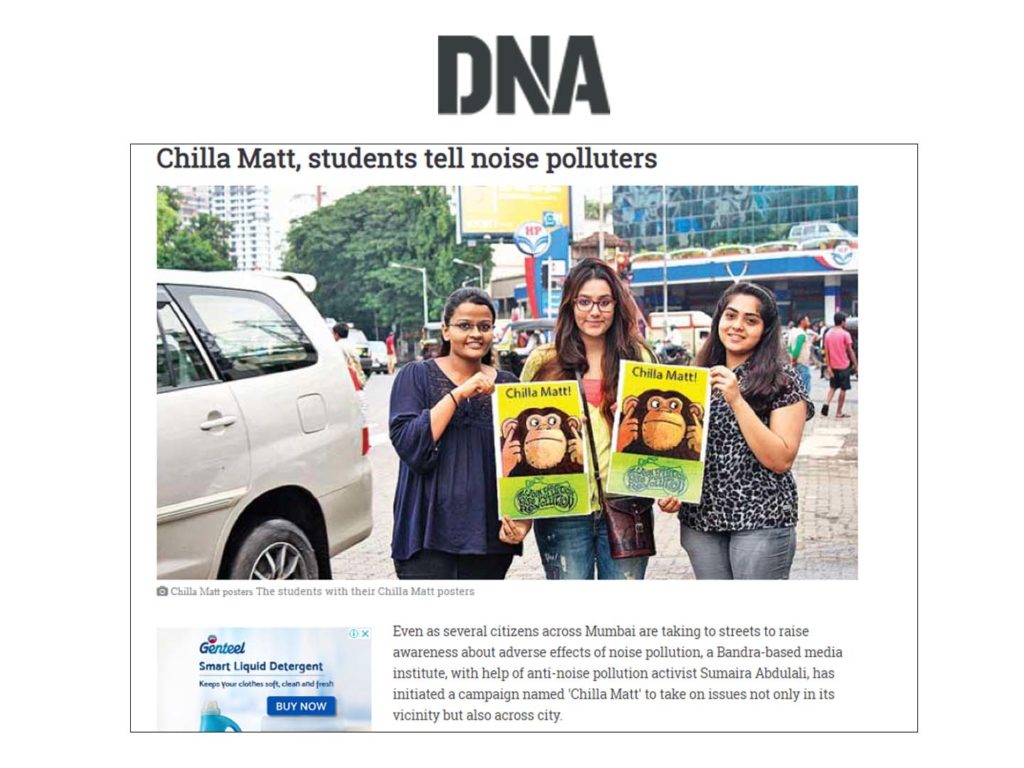 DNA
Chilla Matt, students tell noise polluters
HP
Chilla Matt!
Chilla Matt!
Chilla Matt posters The students with their Chilla Matt posters
Genteel
Smart Liquid Detergent
Keeps your clothes soft, clean and fresh
BUY NOW
Even as several citizens across Mumbai are taking to streets to raise
awareness about adverse effects of noise pollution, a Bandra-based media
institute, with help of anti-noise pollution activist Sumaira Abdulali, has
initiated a campaign named 'Chilla Matt' to take on issues not only in its
vicinity but also across city.